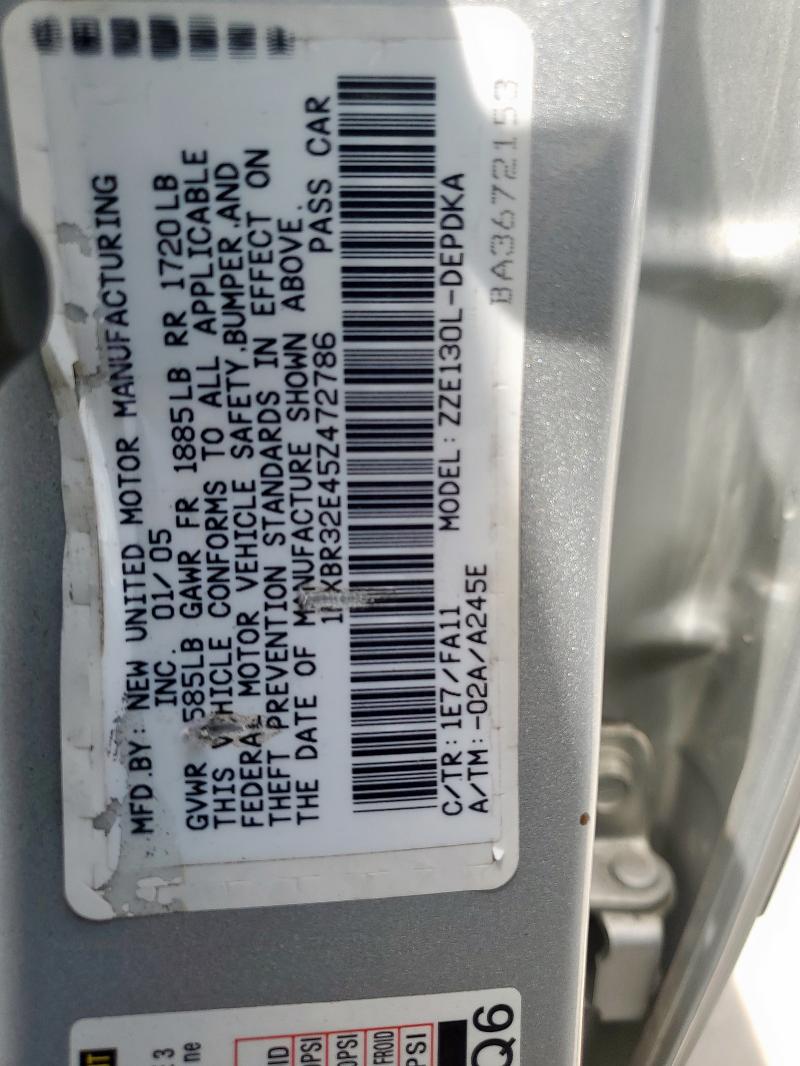 MFD.BY: NEW UNITED MOTOR MANUFACTURING
INC. 01/05
GVWR 585LB GAWR FR 1885LB RR 1720LB
THIS VEHICLE CONFORMS TO ALL APPLICABLE
FEDERAL MOTOR VEHICLE SAFETY,BUMPER,AND
THEFT PREVENTION STANDARDS IN EFFECT ON
THE DATE OF MANUFACTURE SHOWN ABOVE.
XBR32E45Z472786 PASS CAR
C/TR: 1E7/FA11 MODEL: ZZE130L-DEPDKA
A/TM:-02A/A245E
BA3672153
PSI
Q6